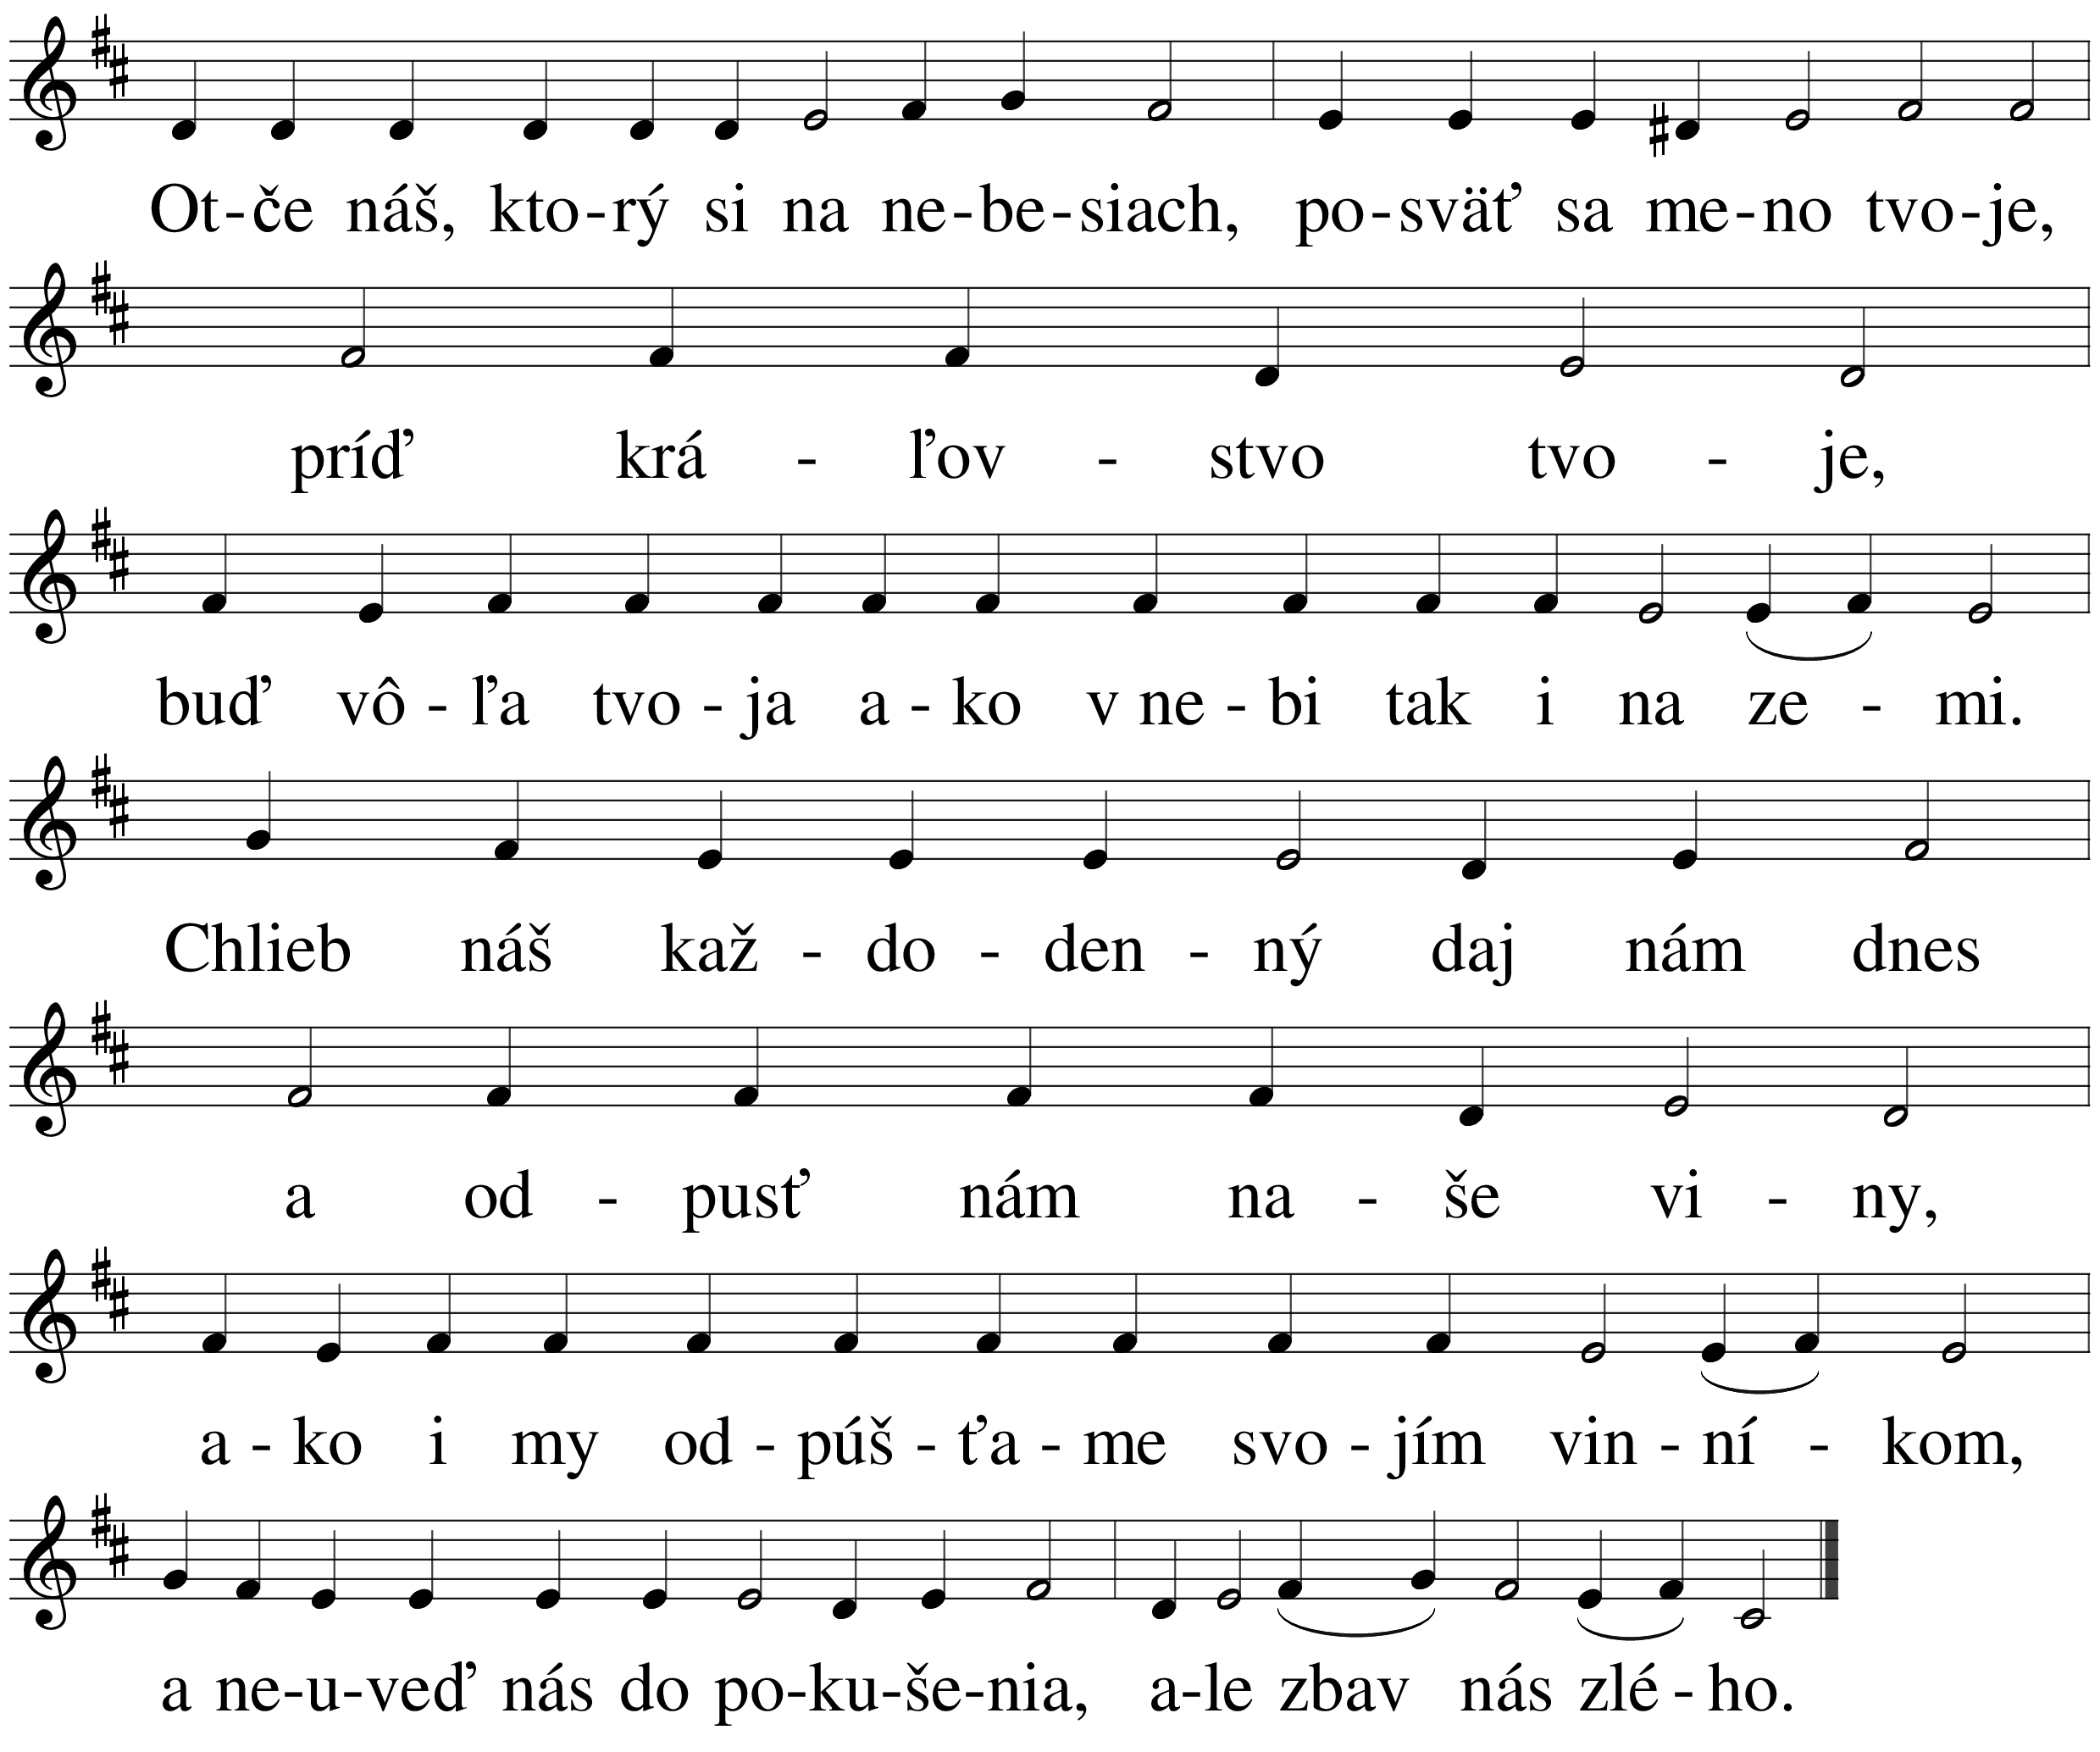 Ot-če náš, kto-rý si na ne-be-siach, po-sväť sa me-no tvo-je,
príď krá - ľov - stvo tvo - je,
buď vô - ľa tvo - ja a - ko v ne - bi tak i na ze - mi.
Chlieb náš kaž - do - den - ný daj nám dnes
a od - pusť nám na - še vi - ny,
a - ko i my od - púš - ťa - me svo - jím vin - ní - kom,
a ne-u-veď nás do po-ku-še-nia, a-le zbav nás zlé - ho.